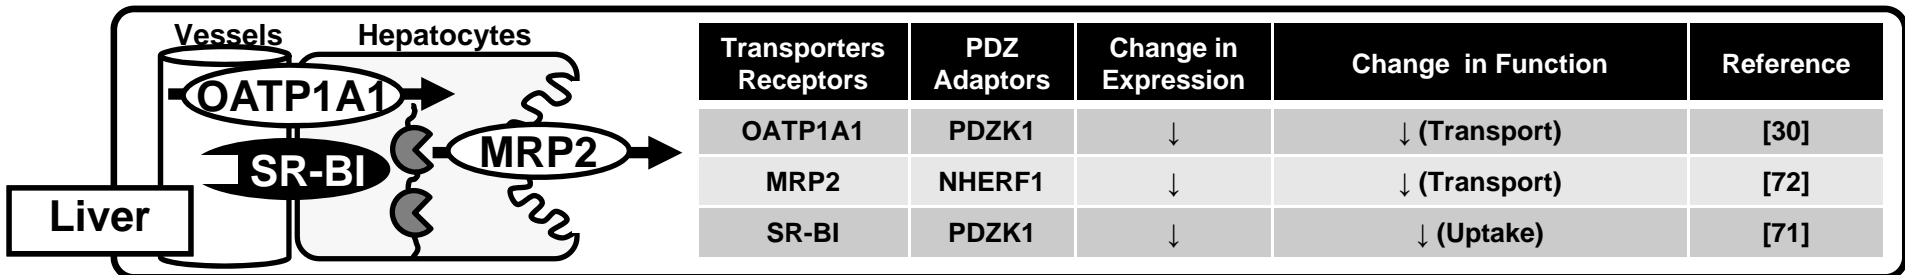 Vessels
Hepatocytes
OATP1A1
SR-BI
MRP2
Liver
Transporters Receptors | PDZ Adaptors | Change in Expression | Change in Function | Reference
OATP1A1 | PDZK1 | ↓ | ↓ (Transport) | [30]
MRP2 | NHERF1 | ↓ | ↓ (Transport) | [72]
SR-BI | PDZK1 | ↓ | ↓ (Uptake) | [71]